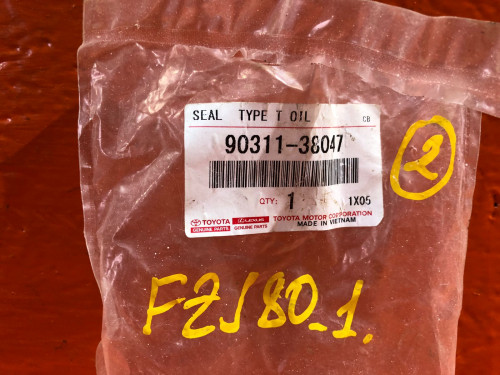 SEAL TYPE T OIL CB
90311-38047
QTY: 1 1X05
TOYOTA LEXUS TOYOTA MOTOR CORPORATION
GENUINE PARTS GENUINE PARTS MADE IN VIETNAM
2
FZJ80-1.